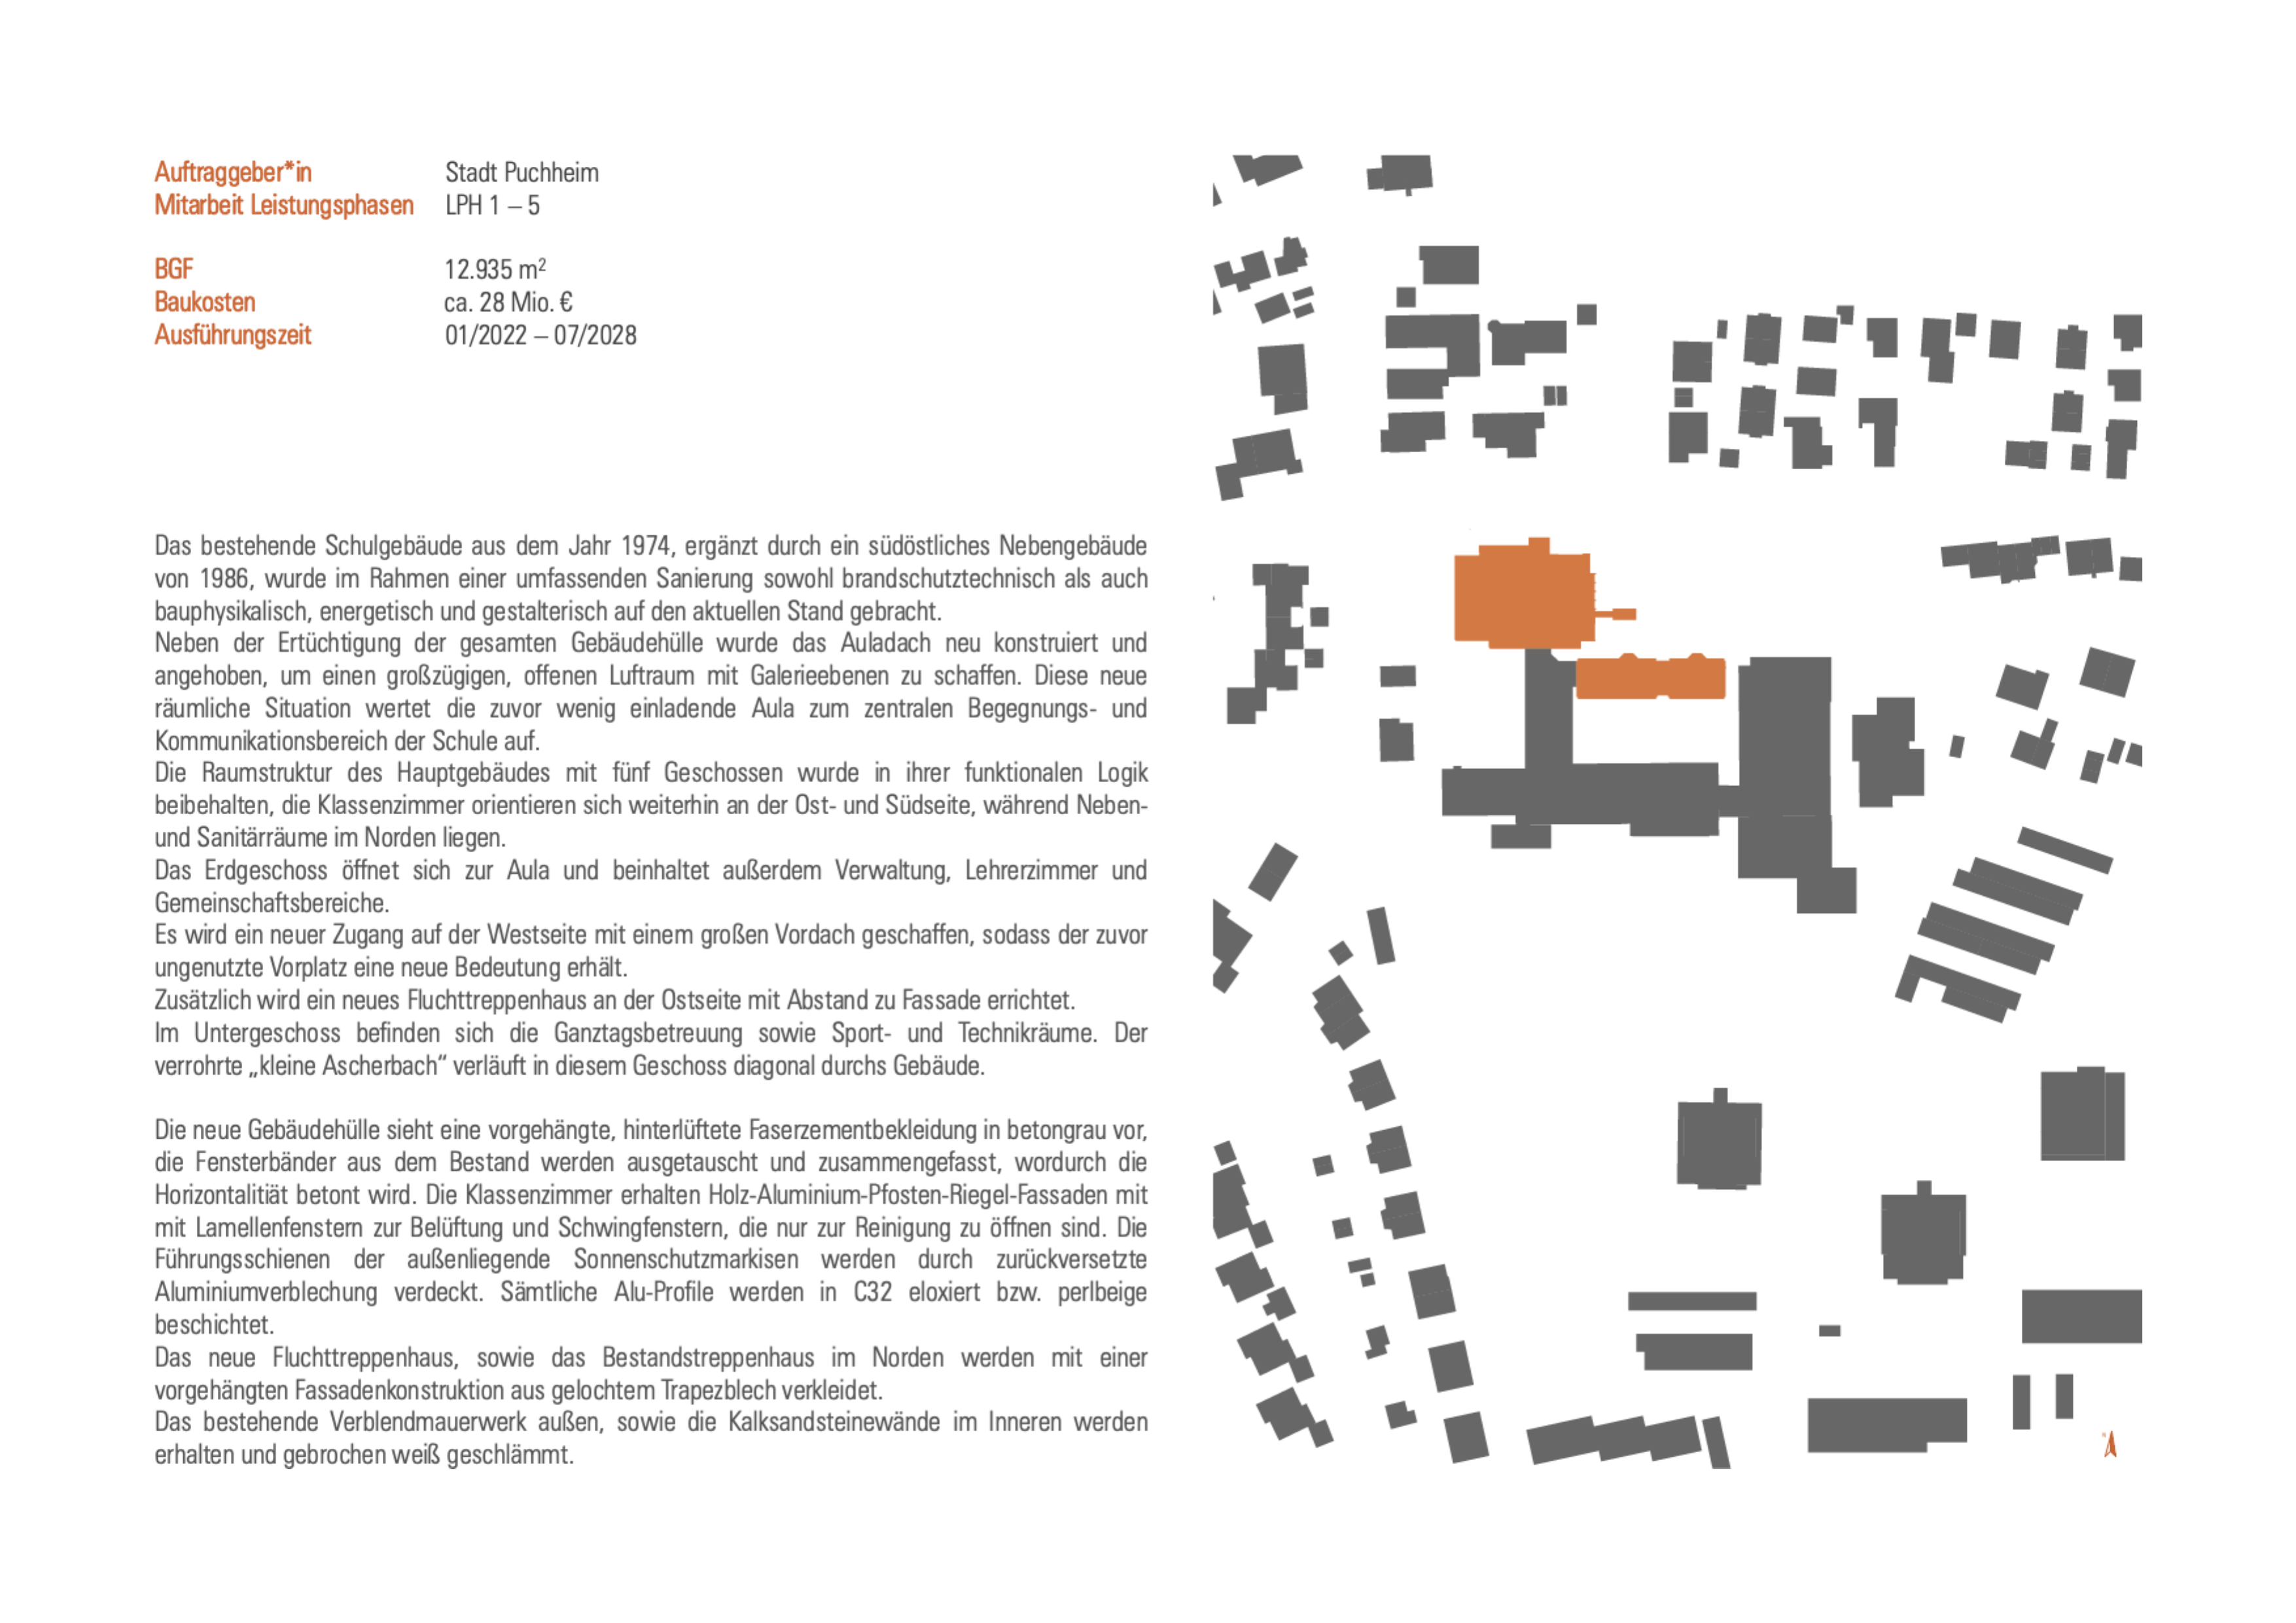 Auftraggeber*in Stadt Puchheim
Mitarbeit Leistungsphasen LPH 1 – 5
BGF 12.935 m²
Baukosten ca. 28 Mio. €
Ausführungszeit 01/2022 – 07/2028
Das bestehende Schulgebäude aus dem Jahr 1974, ergänzt durch ein südöstliches Nebengebäude
von 1986, wurde im Rahmen einer umfassenden Sanierung sowohl brandschutztechnisch als auch
bauphysikalisch, energetisch und gestalterisch auf den aktuellen Stand gebracht.
Neben der Ertüchtigung der gesamten Gebäudehülle wurde das Auladach neu konstruiert und
angehoben, um einen großzügigen, offenen Luftraum mit Galerieebenen zu schaffen. Diese neue
räumliche Situation wertet die zuvor wenig einladende Aula zum zentralen Begegnungs- und
Kommunikationsbereich der Schule auf.
Die Raumstruktur des Hauptgebäudes mit fünf Geschossen wurde in ihrer funktionalen Logik
beibehalten, die Klassenzimmer orientieren sich weiterhin an der Ost- und Südseite, während Neben-
und Sanitärräume im Norden liegen.
Das Erdgeschoss öffnet sich zur Aula und beinhaltet außerdem Verwaltung, Lehrerzimmer und
Gemeinschaftsbereiche.
Es wird ein neuer Zugang auf der Westseite mit einem großen Vordach geschaffen, sodass der zuvor
ungenutzte Vorplatz eine neue Bedeutung erhält.
Zusätzlich wird ein neues Fluchttreppenhaus an der Ostseite mit Abstand zu Fassade errichtet.
Im Untergeschoss befinden sich die Ganztagsbetreuung sowie Sport- und Technikräume. Der
verrohrte „kleine Ascherbach“ verläuft in diesem Geschoss diagonal durchs Gebäude.
Die neue Gebäudehülle sieht eine vorgehängte, hinterlüftete Faserzementbekleidung in betongrau vor,
die Fensterbänder aus dem Bestand werden ausgetauscht und zusammengefasst, wordurch die
Horizontalitiät betont wird. Die Klassenzimmer erhalten Holz-Aluminium-Pfosten-Riegel-Fassaden mit
mit Lamellenfenstern zur Belüftung und Schwingfenstern, die nur zur Reinigung zu öffnen sind. Die
Führungsschienen der außenliegende Sonnenschutzmarkisen werden durch zurückversetzte
Aluminiumverblechung verdeckt. Sämtliche Alu-Profile werden in C32 eloxiert bzw. perlbeige
beschichtet.
Das neue Fluchttreppenhaus, sowie das Bestandstreppenhaus im Norden werden mit einer
vorgehängten Fassadenkonstruktion aus gelochtem Trapezblech verkleidet.
Das bestehende Verblendmauerwerk außen, sowie die Kalksandsteinewände im Inneren werden
erhalten und gebrochen weiß geschlämmt.